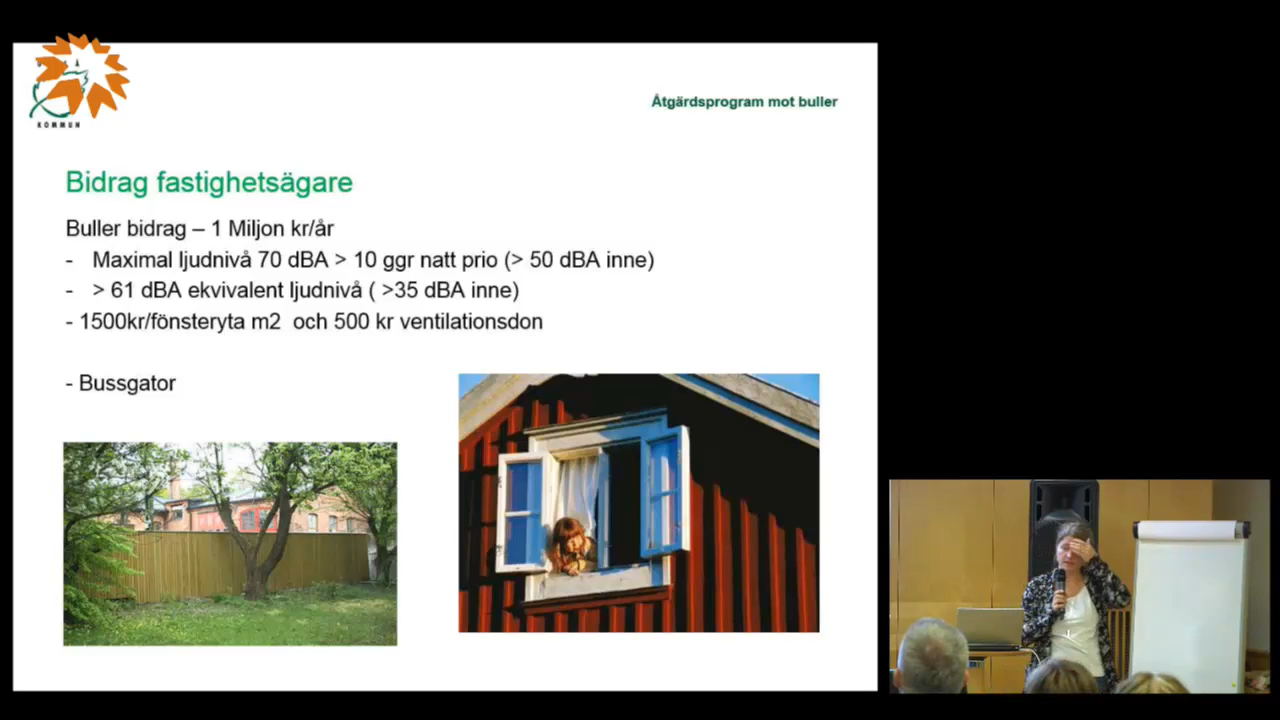 KOMMUN
Åtgärdsprogram mot buller
Bidrag fastighetsägare
Buller bidrag – 1 Miljon kr/år
- Maximal ljudnivå 70 dBA > 10 ggr natt prio (> 50 dBA inne)
- > 61 dBA ekvivalent ljudnivå ( >35 dBA inne)
- 1500kr/fönsteryta m2 och 500 kr ventilationsdon
- Bussgator